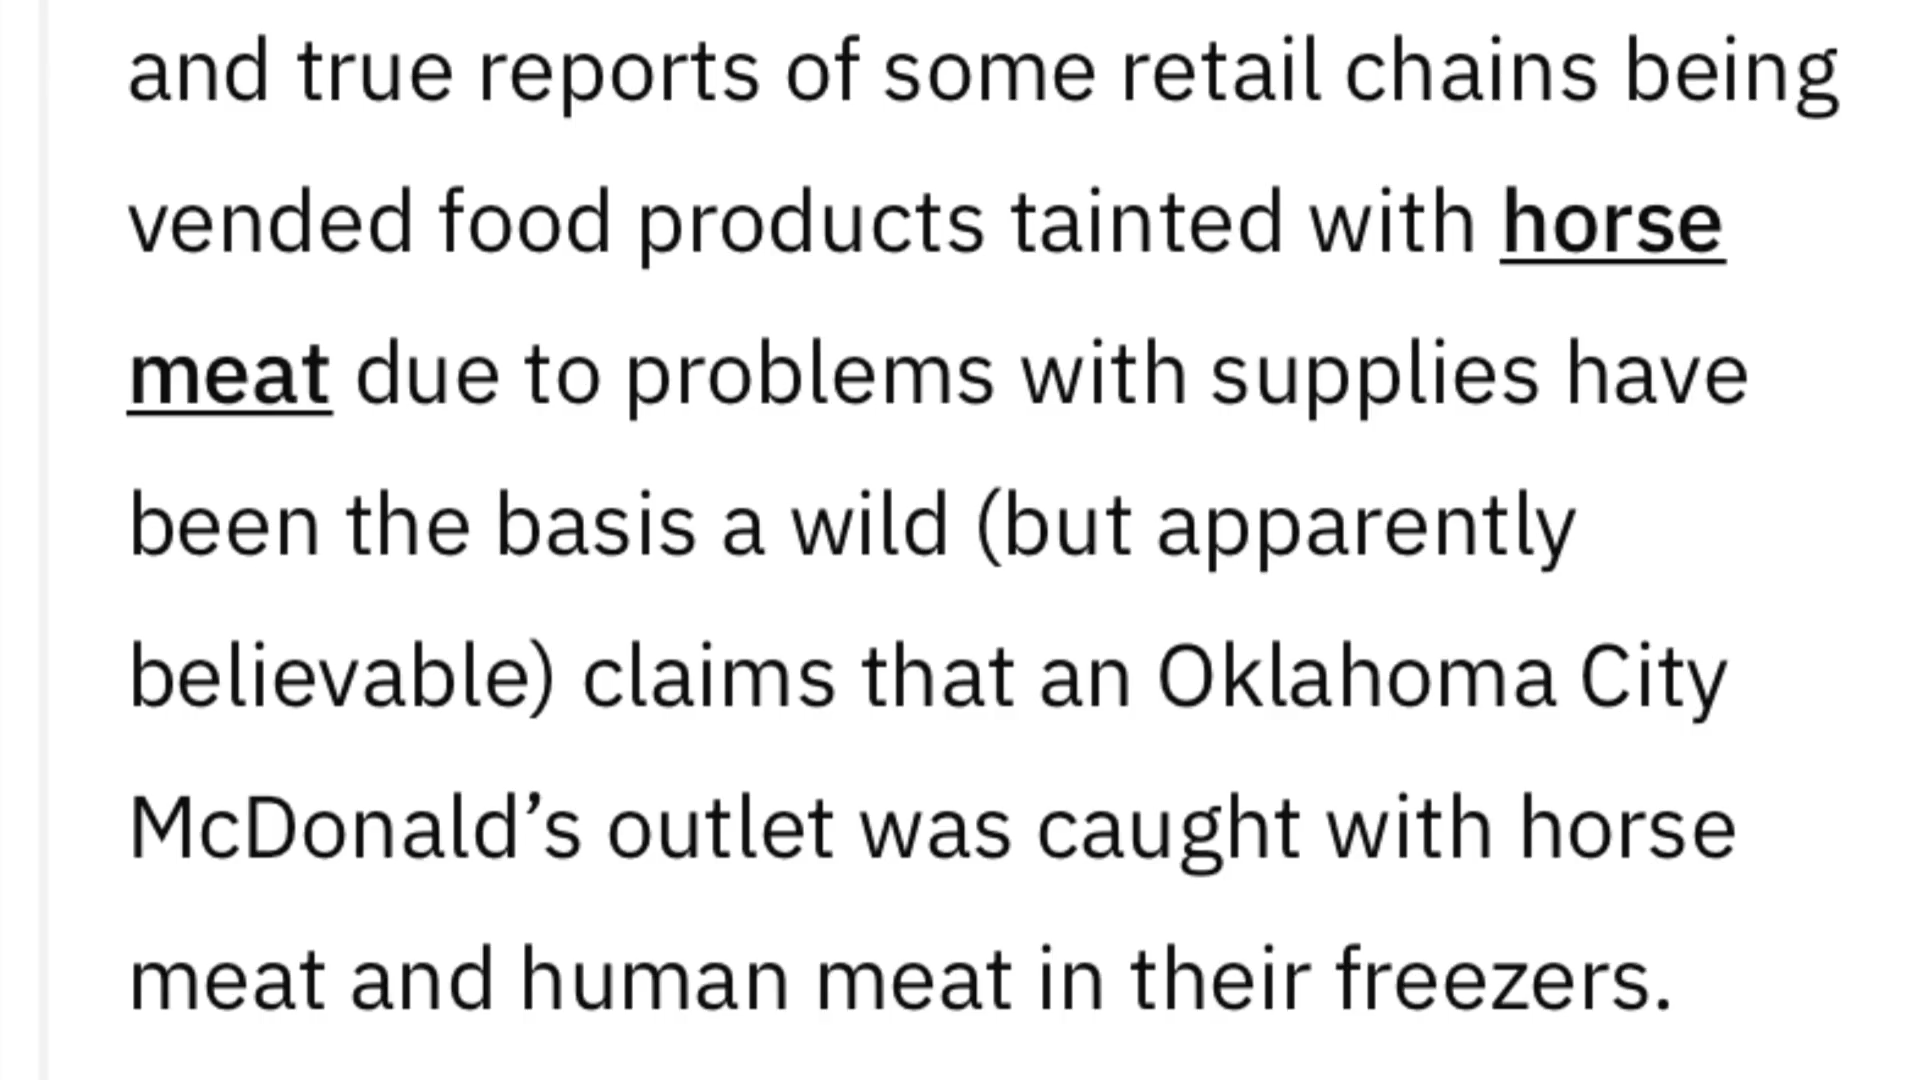 and true reports of some retail chains being
vended food products tainted with horse
meat due to problems with supplies have
been the basis a wild (but apparently
believable) claims that an Oklahoma City
McDonald’s outlet was caught with horse
meat and human meat in their freezers.